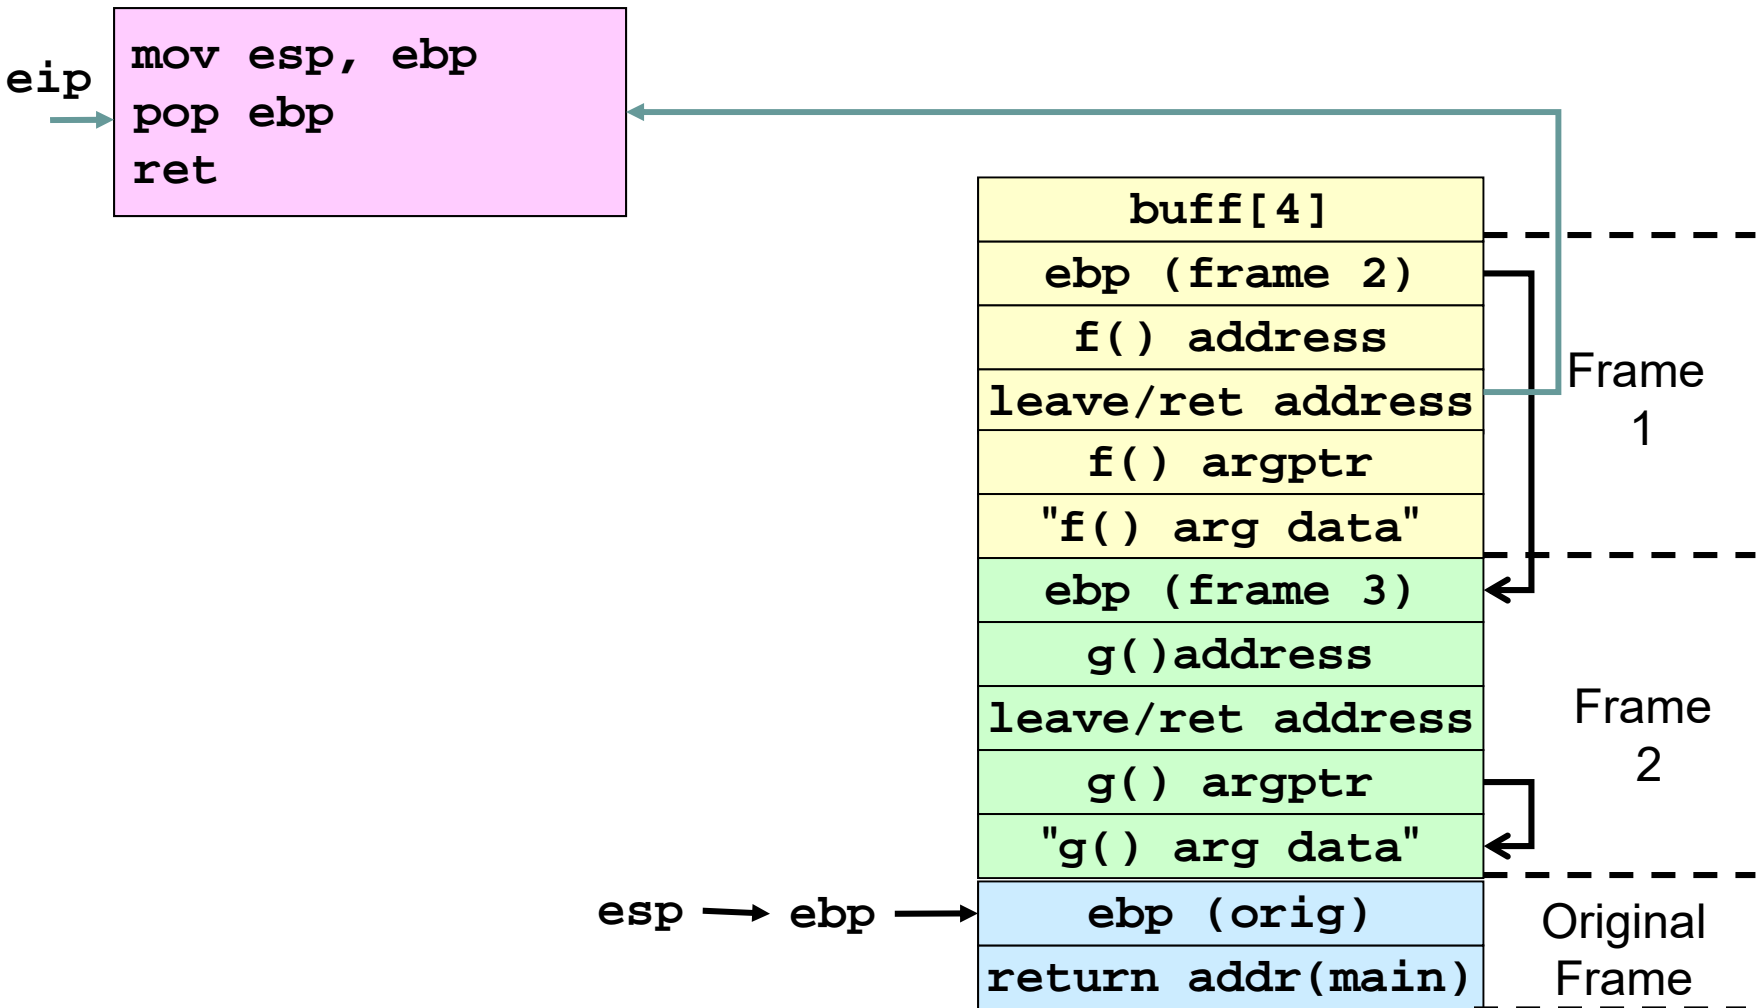 mov esp, ebp
eip
pop ebp
ret
buff[4]
ebp (frame 2)
f() address
leave/ret address
f() argptr
"f() arg data"
Frame
1
ebp (frame 3)
g()address
leave/ret address
g() argptr
"g() arg data"
Frame
2
esp
ebp
ebp (orig)
return addr(main)
Original
Frame